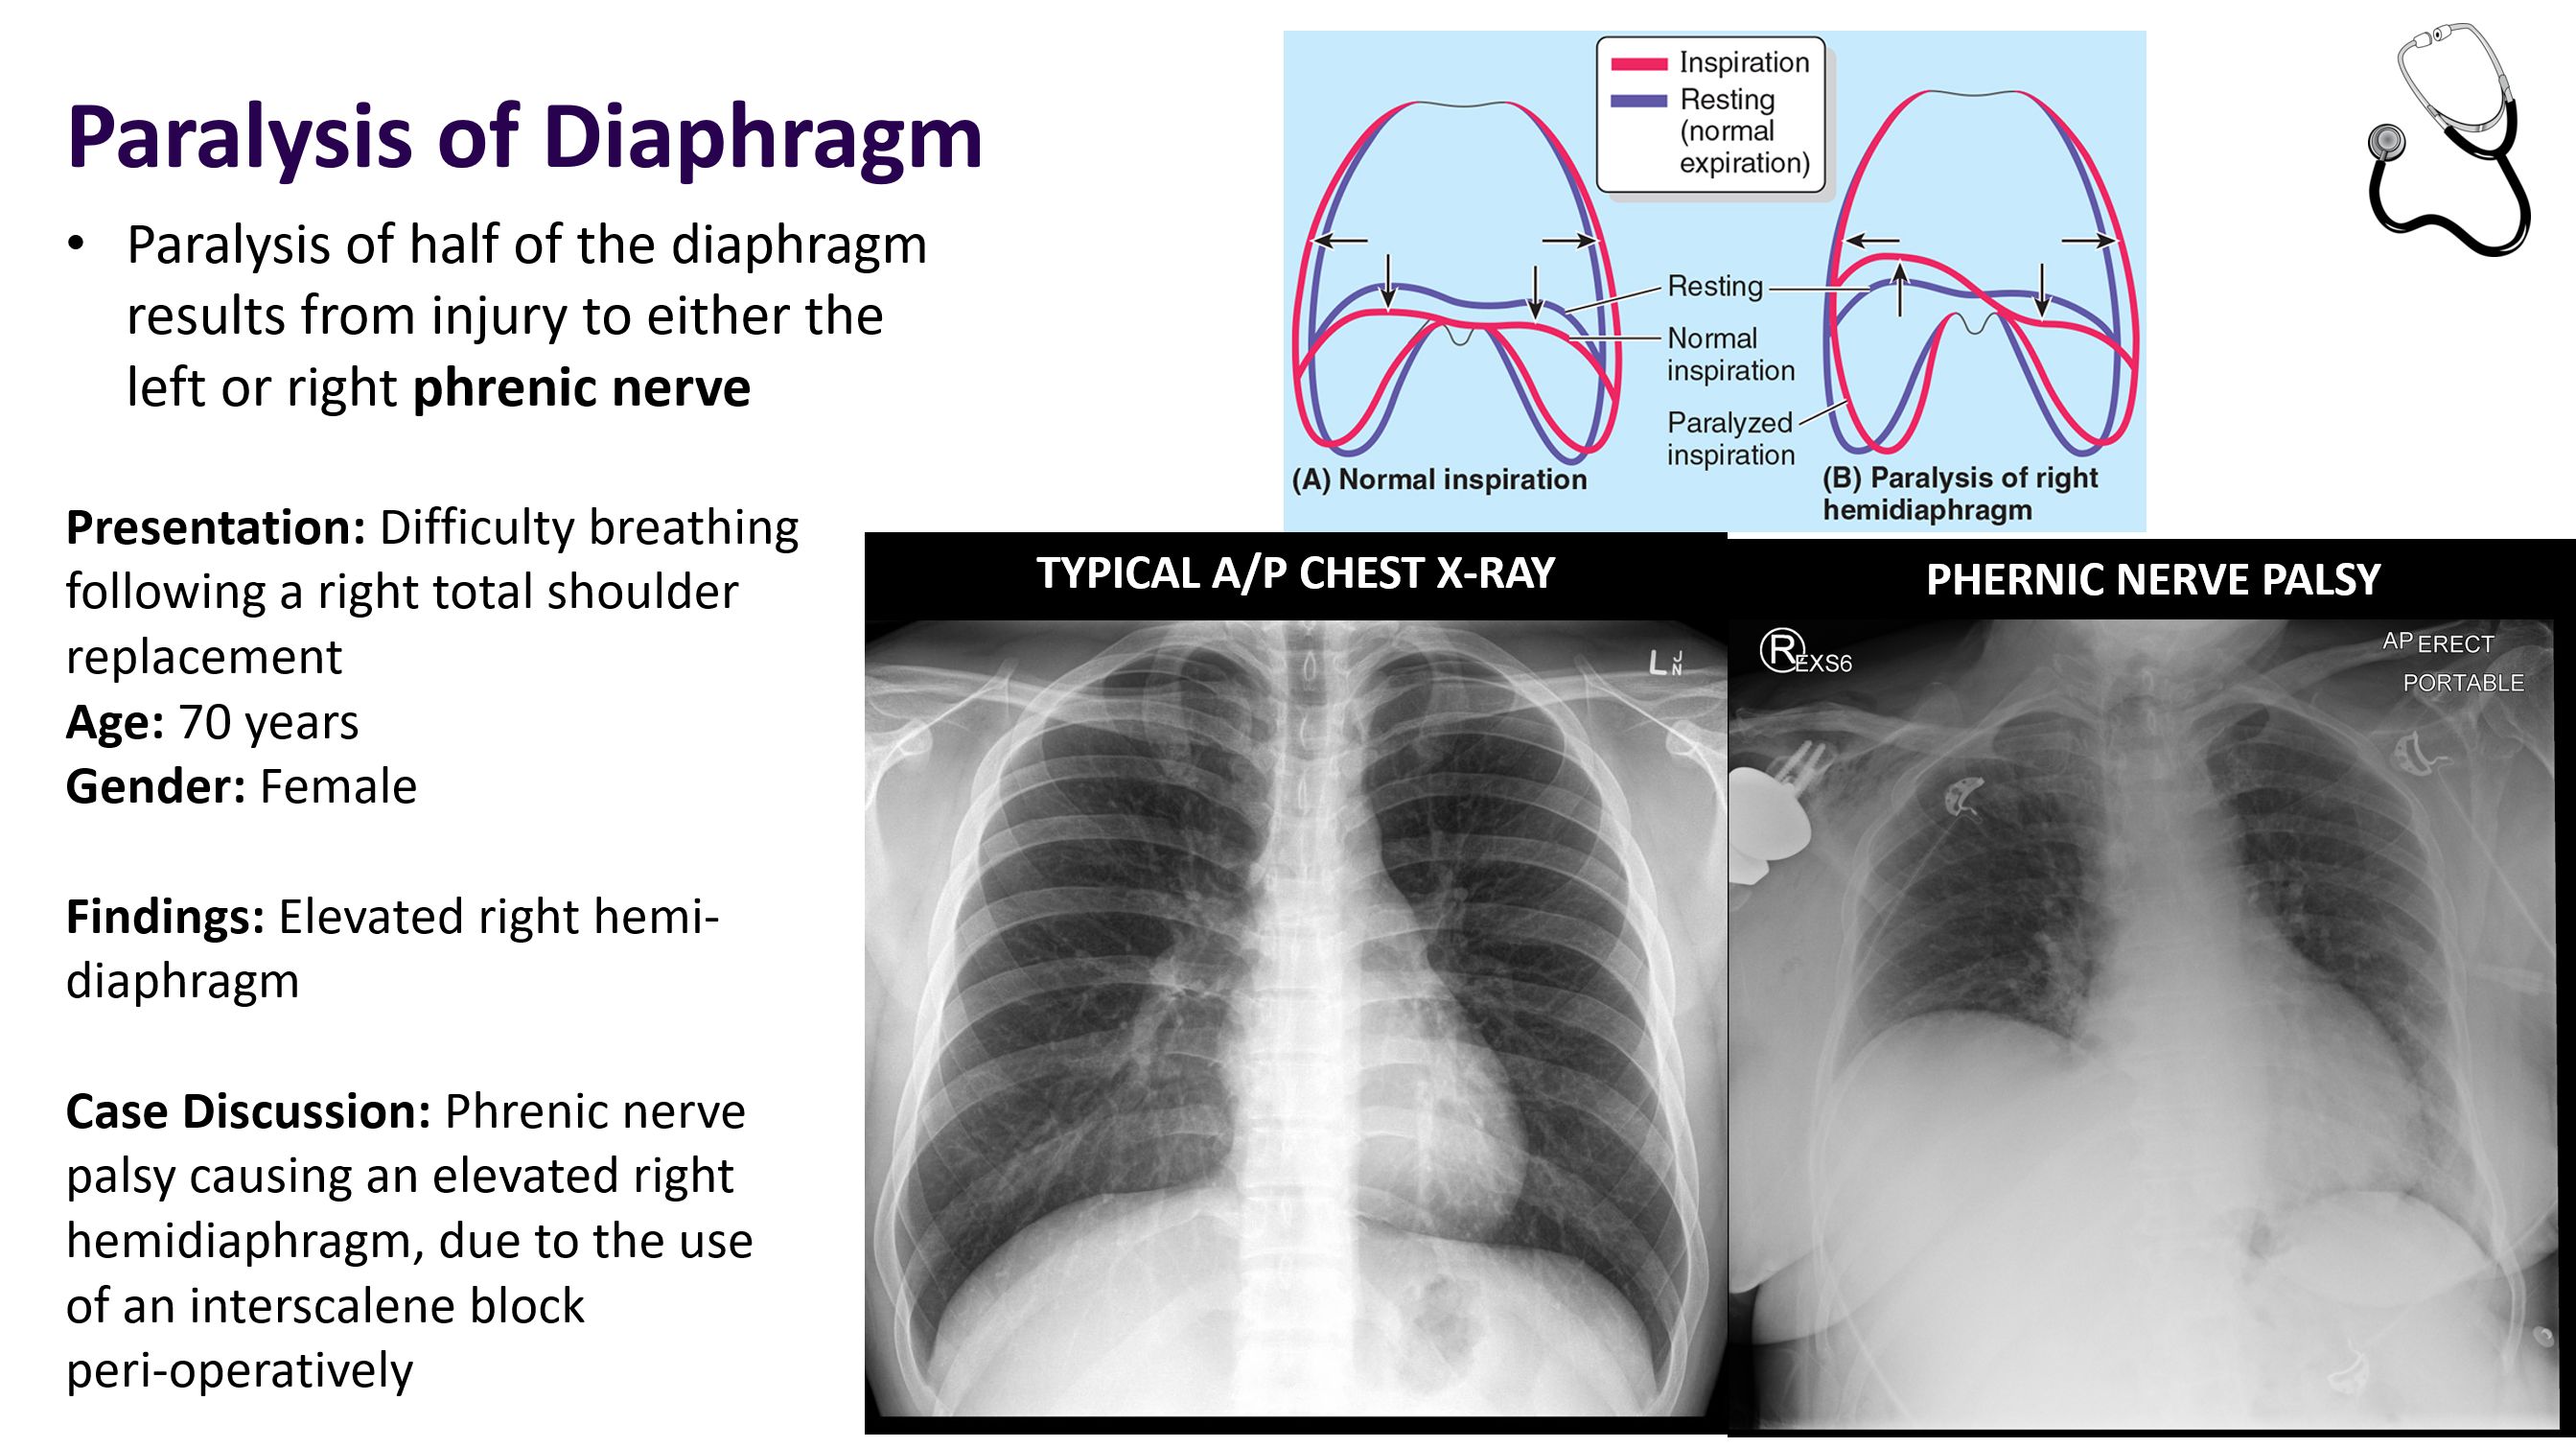 Paralysis of Diaphragm
• Paralysis of half of the diaphragm
results from injury to either the
left or right phrenic nerve
Presentation: Difficulty breathing
following a right total shoulder
replacement
Age: 70 years
Gender: Female
Findings: Elevated right hemi-
diaphragm
Case Discussion: Phrenic nerve
palsy causing an elevated right
hemidiaphragm, due to the use
of an interscalene block
peri-operatively
Inspiration
Resting
(normal
expiration)
Resting
Normal
inspiration
Paralyzed
inspiration
(A) Normal inspiration
(B) Paralysis of right
hemidiaphragm
TYPICAL A/P CHEST X-RAY
L J
N
PHERNIC NERVE PALSY
R EXS6
AP ERECT
PORTABLE